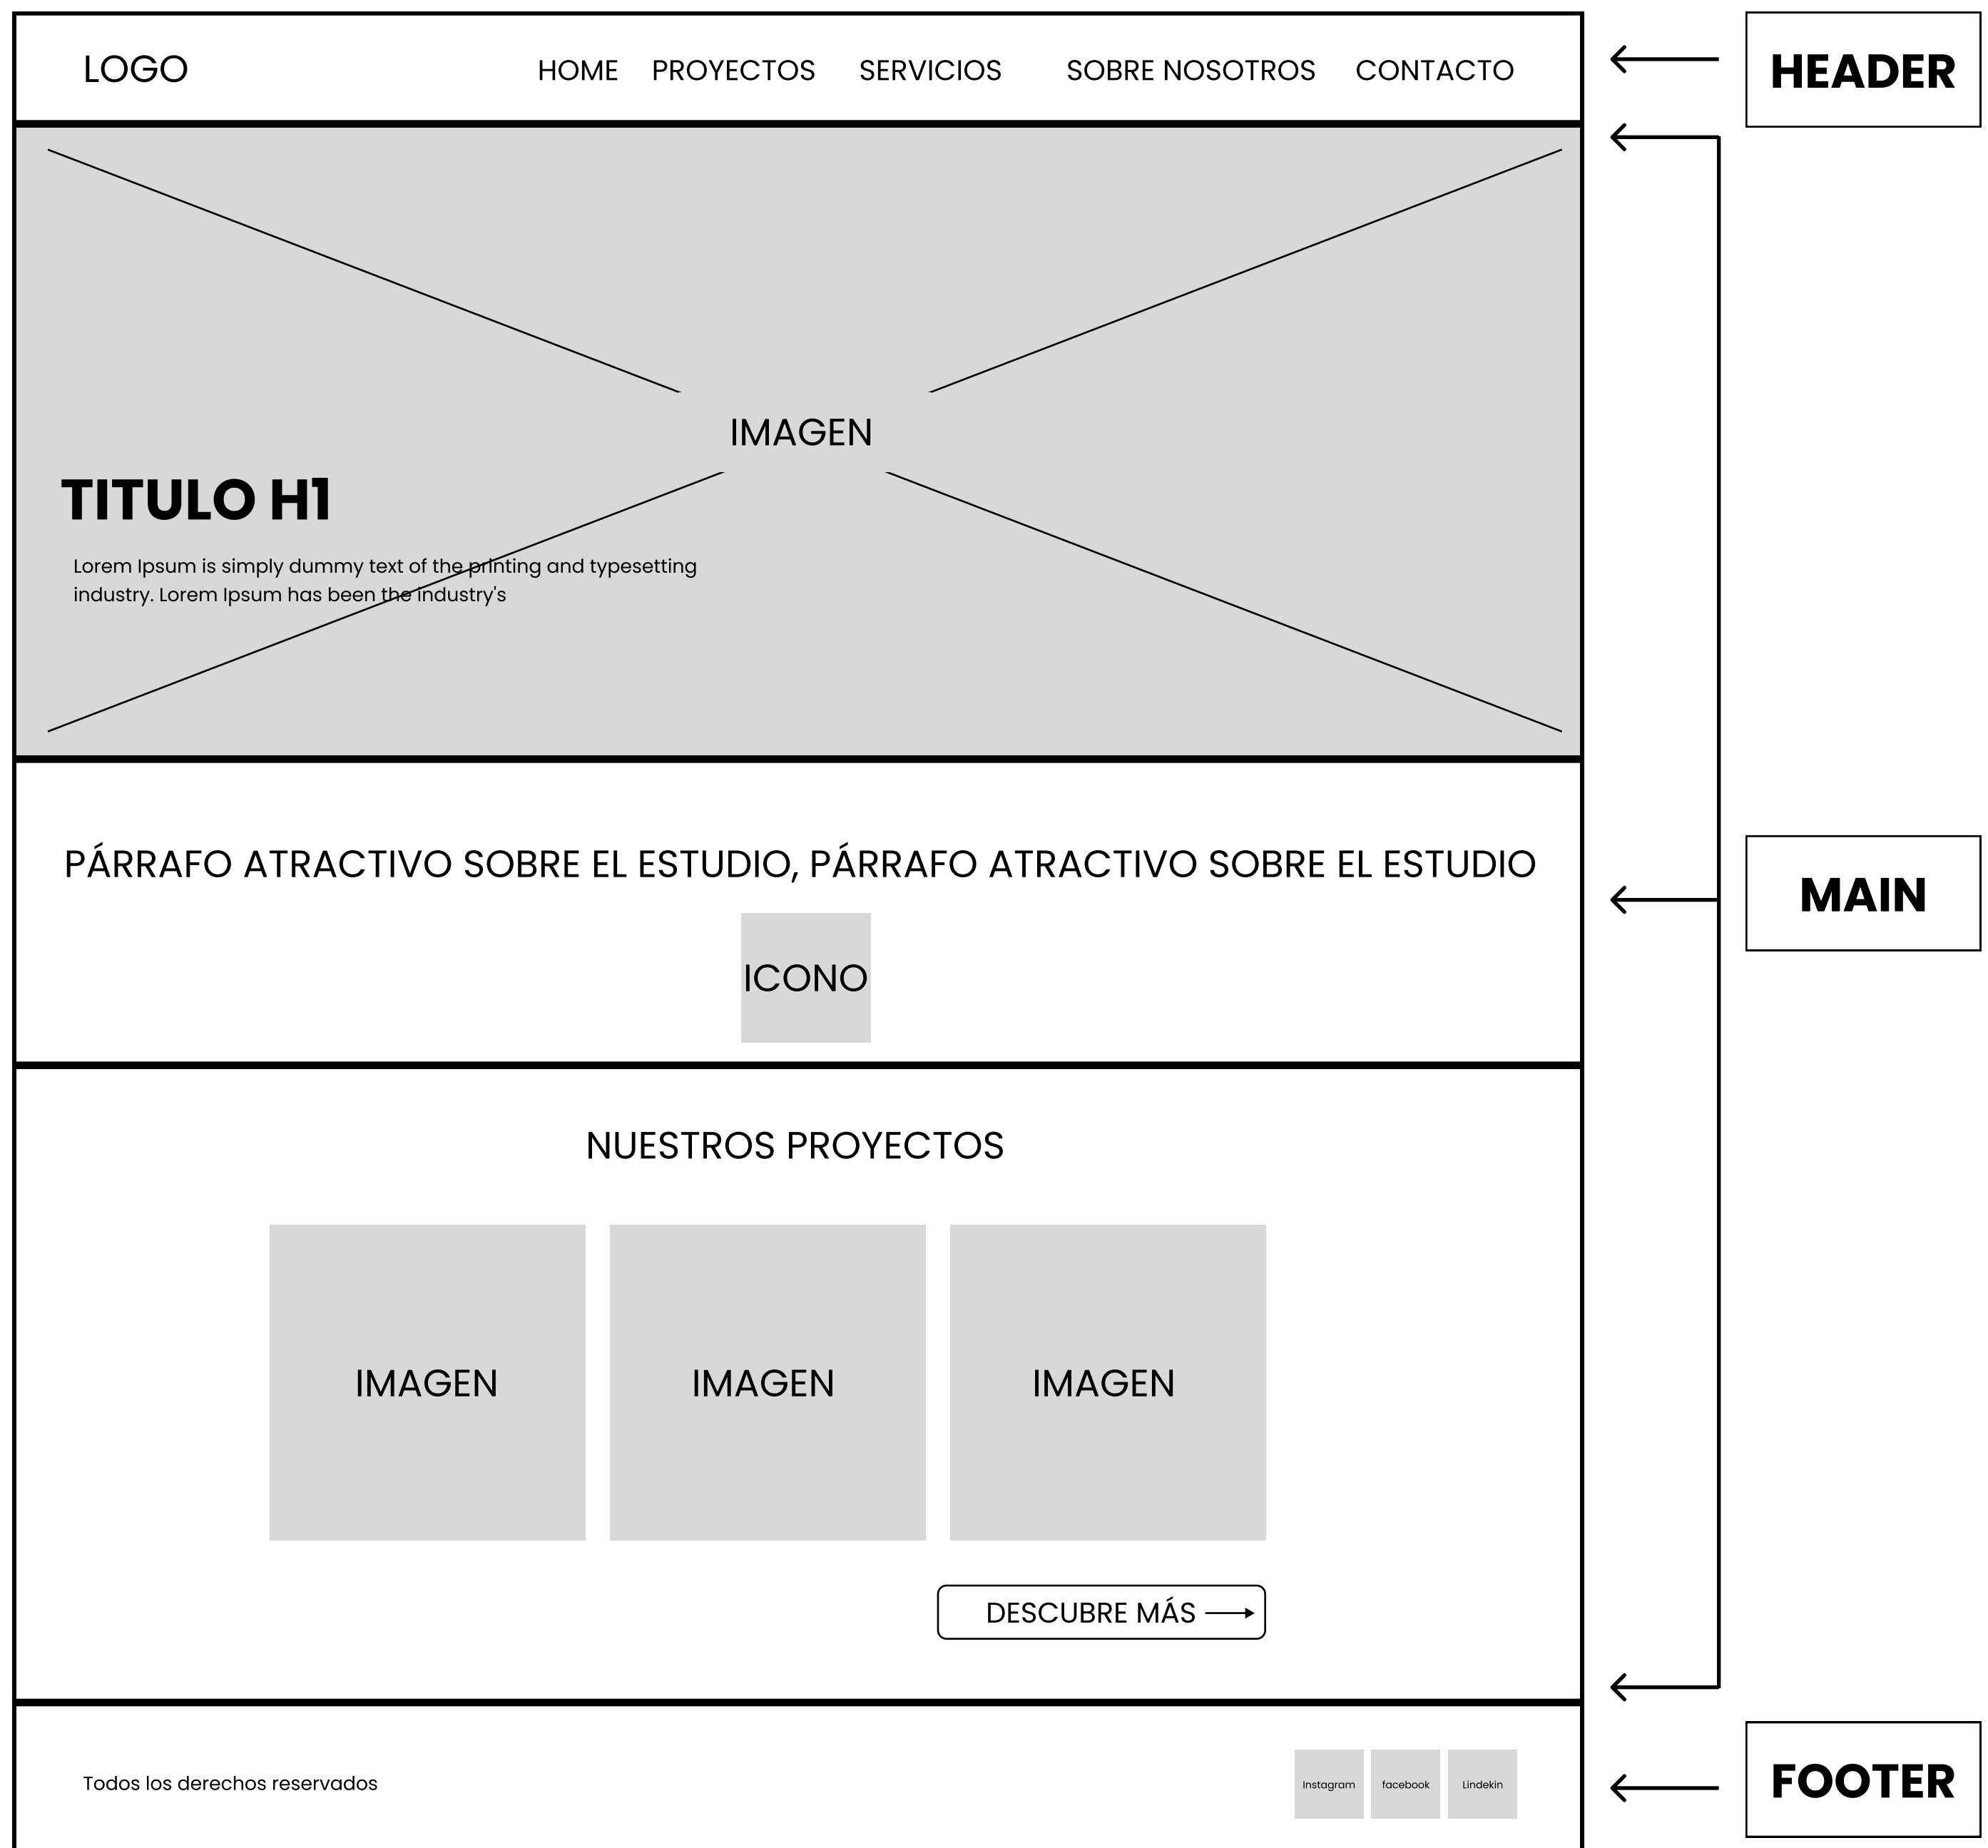 LOGO
HOME PROYECTOS SERVICIOS SOBRE NOSOTROS CONTACTO
HEADER
IMAGEN
TITULO H1
Lorem Ipsum is simply dummy text of the printing and typesetting
industry. Lorem Ipsum has been the industry's
PÁRRAFO ATRACTIVO SOBRE EL ESTUDIO, PÁRRAFO ATRACTIVO SOBRE EL ESTUDIO
MAIN
ICONO
NUESTROS PROYECTOS
IMAGEN IMAGEN IMAGEN
DESCUBRE MÁS
Todos los derechos reservados
Instagram facebook Lindekin
FOOTER